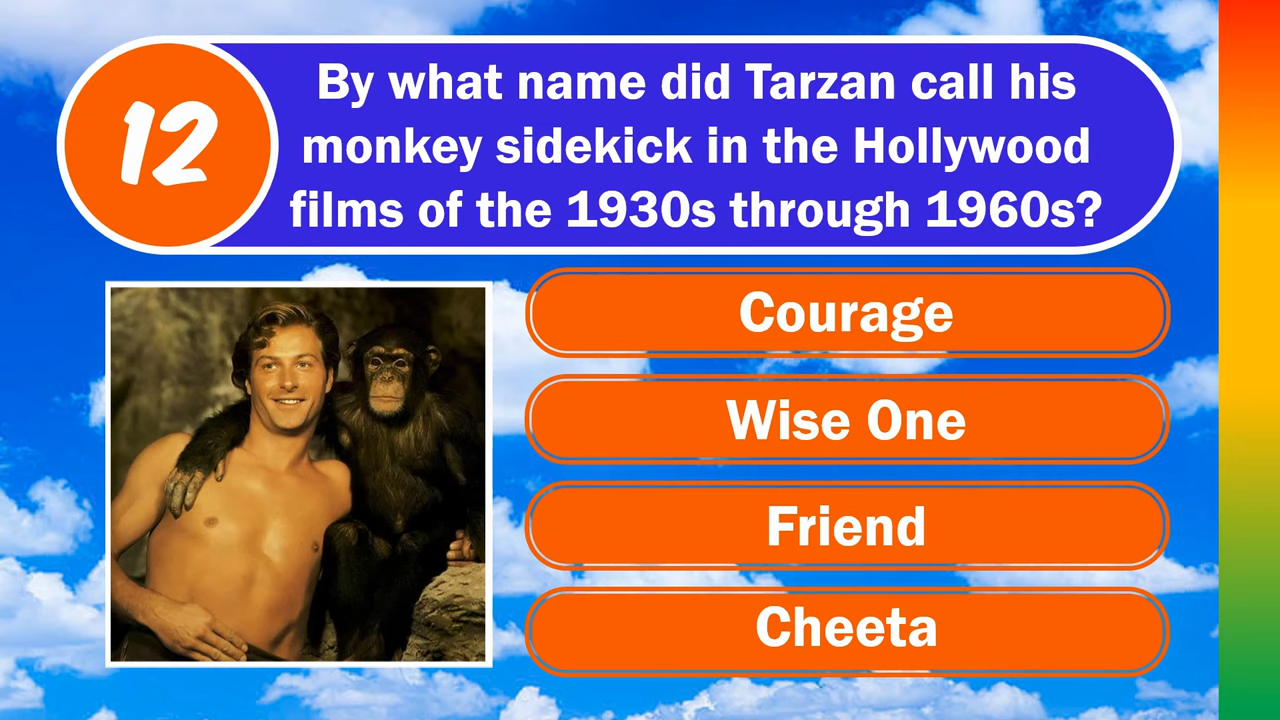 12
By what name did Tarzan call his
monkey sidekick in the Hollywood
films of the 1930s through 1960s?
Courage
Wise One
Friend
Cheeta